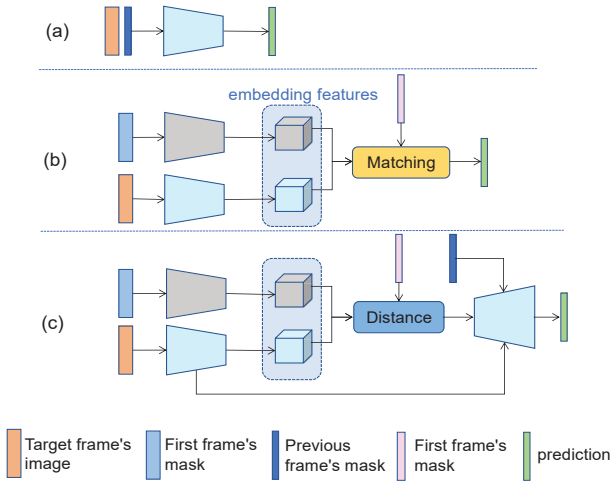 (a)
embedding features
(b)
Matching
(c)
Distance
Target frame's
image
First frame's
mask
Previous
frame's mask
First frame's
mask
prediction